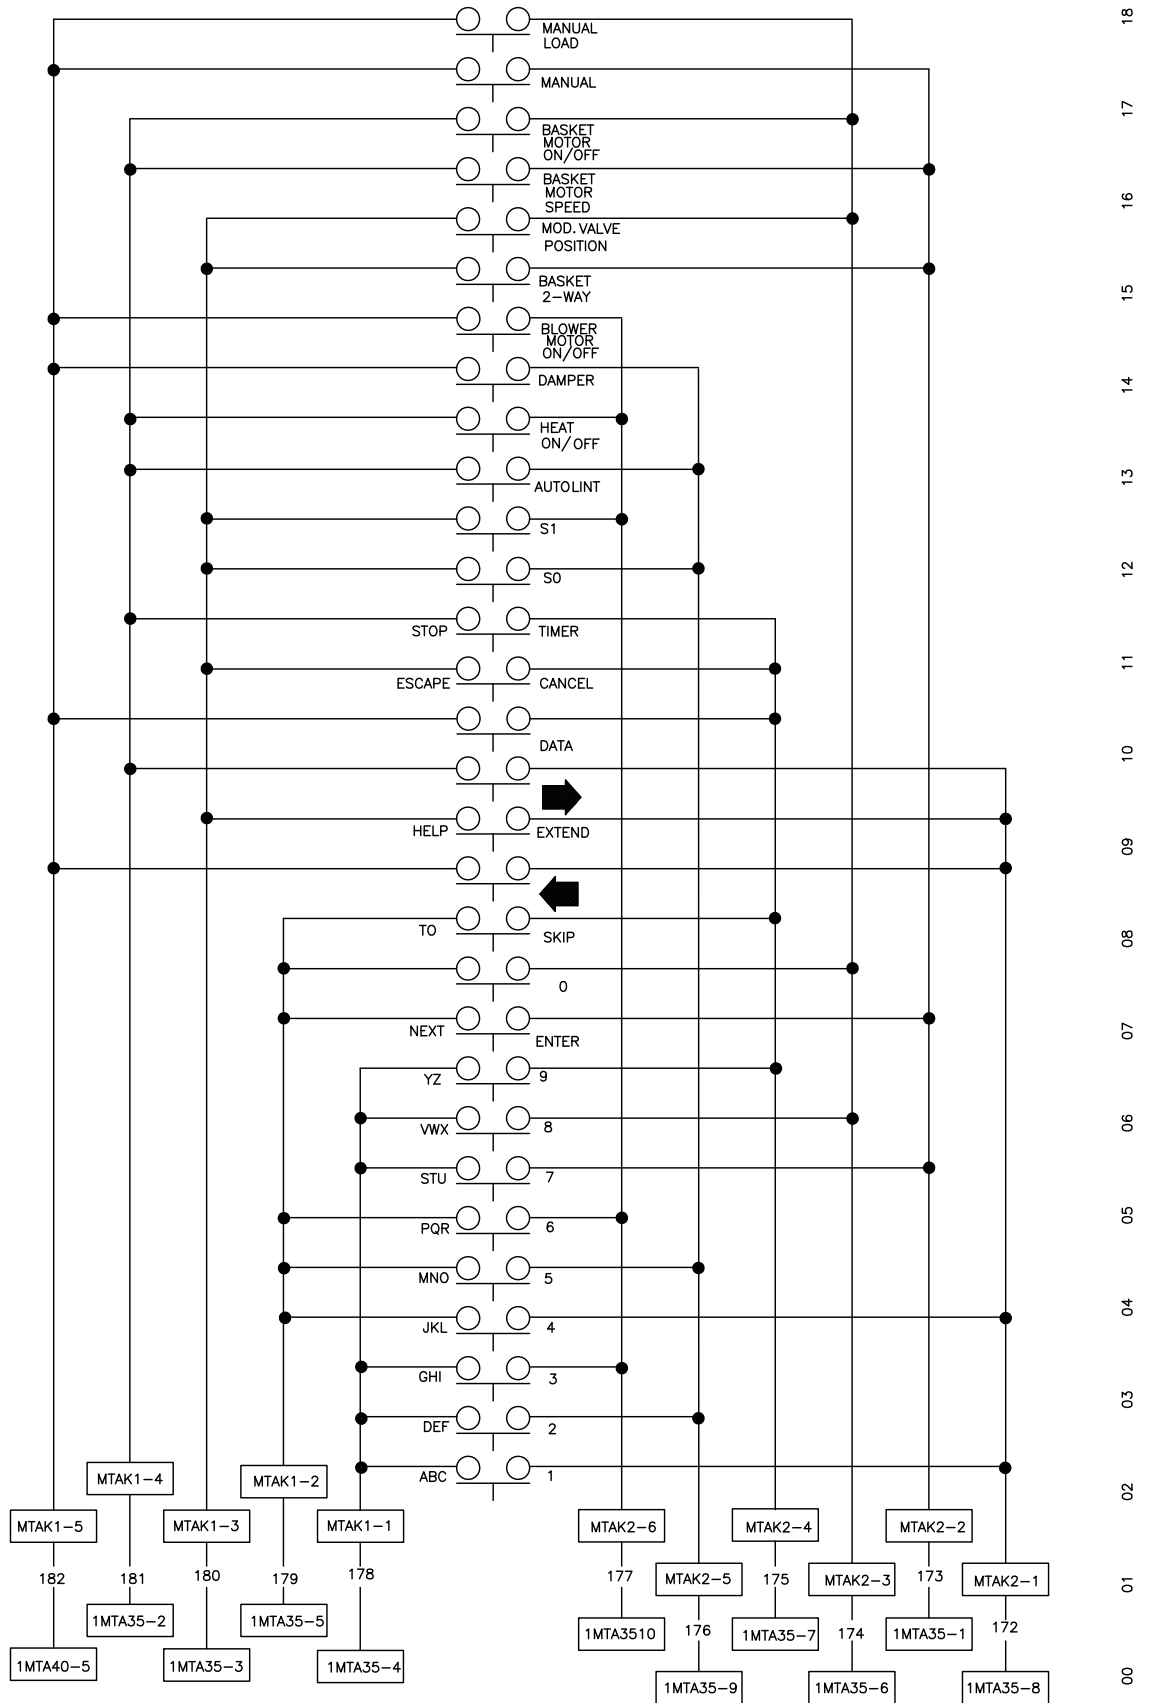 18
MANUAL
LOAD
MANUAL
17
BASKET
MOTOR
ON/OFF
BASKET
MOTOR
SPEED
16
MOD. VALVE
POSITION
BASKET
2-WAY
15
BLOWER
MOTOR
ON/OFF
DAMPER
14
HEAT
ON/OFF
AUTOLINT
13
S1
12
S0
STOP TIMER
11
ESCAPE CANCEL
DATA
10
HELP EXTEND
09
TO SKIP
08
0
NEXT ENTER
07
YZ 9
VWX 8
06
STU 7
PQR 6
05
MNO 5
JKL 4
04
GHI 3
DEF 2
03
ABC 1
MTAK1-4 MTAK1-2
02
MTAK1-5 MTAK1-3 MTAK1-1 MTAK2-6 MTAK2-4 MTAK2-2
182 181 180 179 178 177 MTAK2-5 175 MTAK2-3 173 MTAK2-1
01
1MTA35-2 1MTA35-5 1MTA3510 176 1MTA35-7 174 1MTA35-1 172
1MTA40-5 1MTA35-3 1MTA35-4
00
1MTA35-9 1MTA35-6 1MTA35-8